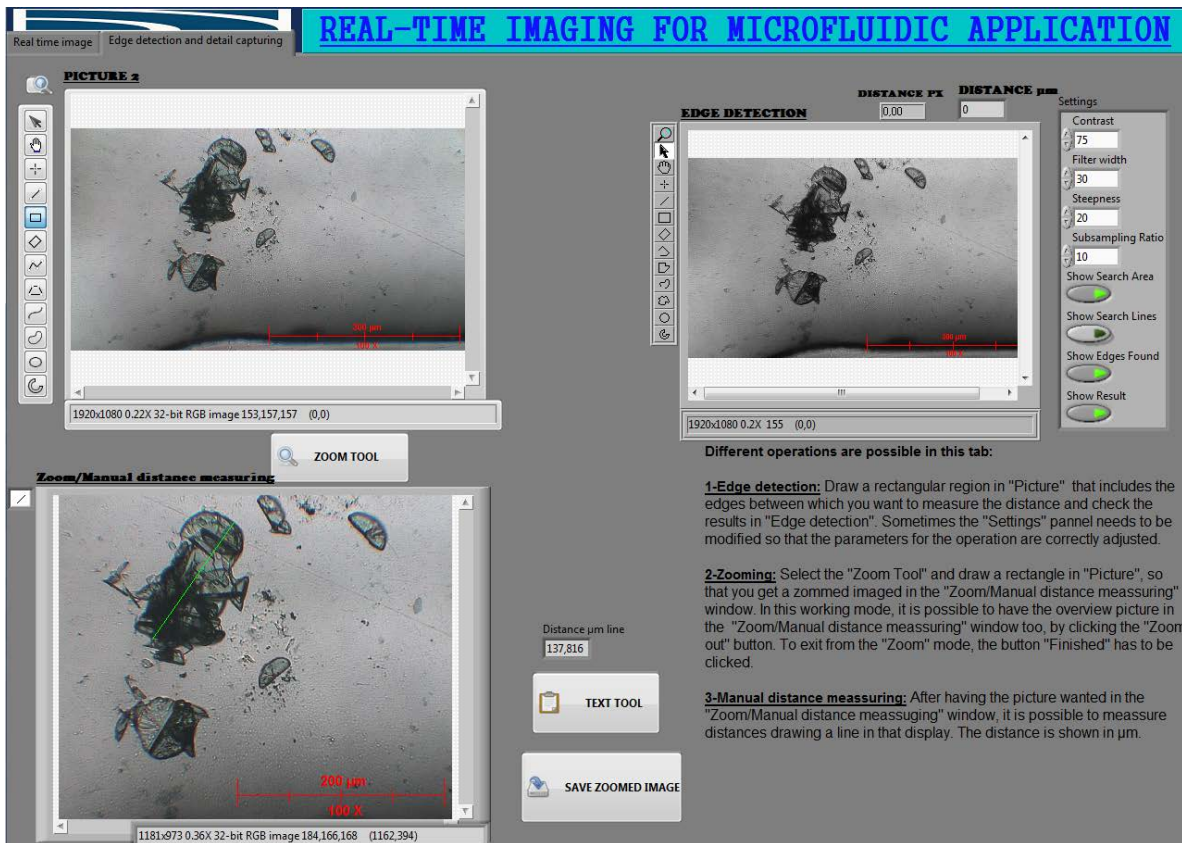 REAL-TIME IMAGING FOR MICROFLUIDIC APPLICATION
Real time image
Edge detection and detail capturing
PICTURE 2
100 X
1920x1080 0.22X 32-bit RGB image 153,157,157 (0,0)
ZOOM TOOL
DISTANCE PX
0,00
DISTANCE µm
0
EDGE DETECTION
1920x1080 0.2X 155 (0,0)
Settings
Contrast
75
Filter width
30
Steepness
20
Subsampling Ratio
10
Show Search Area
Show Search Lines
Show Edges Found
Show Result
Zoom/Manual distance measuring
200 µm
100 X
1181x973 0.36X 32-bit RGB image 184,166,168 (1162,394)
Distance µm line
137,816
TEXT TOOL
SAVE ZOOMED IMAGE
Different operations are possible in this tab:
1-Edge detection: Draw a rectangular region in "Picture" that includes the
edges between which you want to measure the distance and check the
results in "Edge detection". Sometimes the "Settings" pannel needs to be
modified so that the parameters for the operation are correctly adjusted.
2-Zooming: Select the "Zoom Tool" and draw a rectangle in "Picture", so
that you get a zommed imaged in the "Zoom/Manual distance meassuring"
window. In this working mode, it is possible to have the overview picture in
the "Zoom/Manual distance meassuring" window too, by clicking the "Zoom
out" button. To exit from the "Zoom" mode, the button "Finished" has to be
clicked.
3-Manual distance meassuring: After having the picture wanted in the
"Zoom/Manual distance meassuging" window, it is possible to meassure
distances drawing a line in that display. The distance is shown in µm.